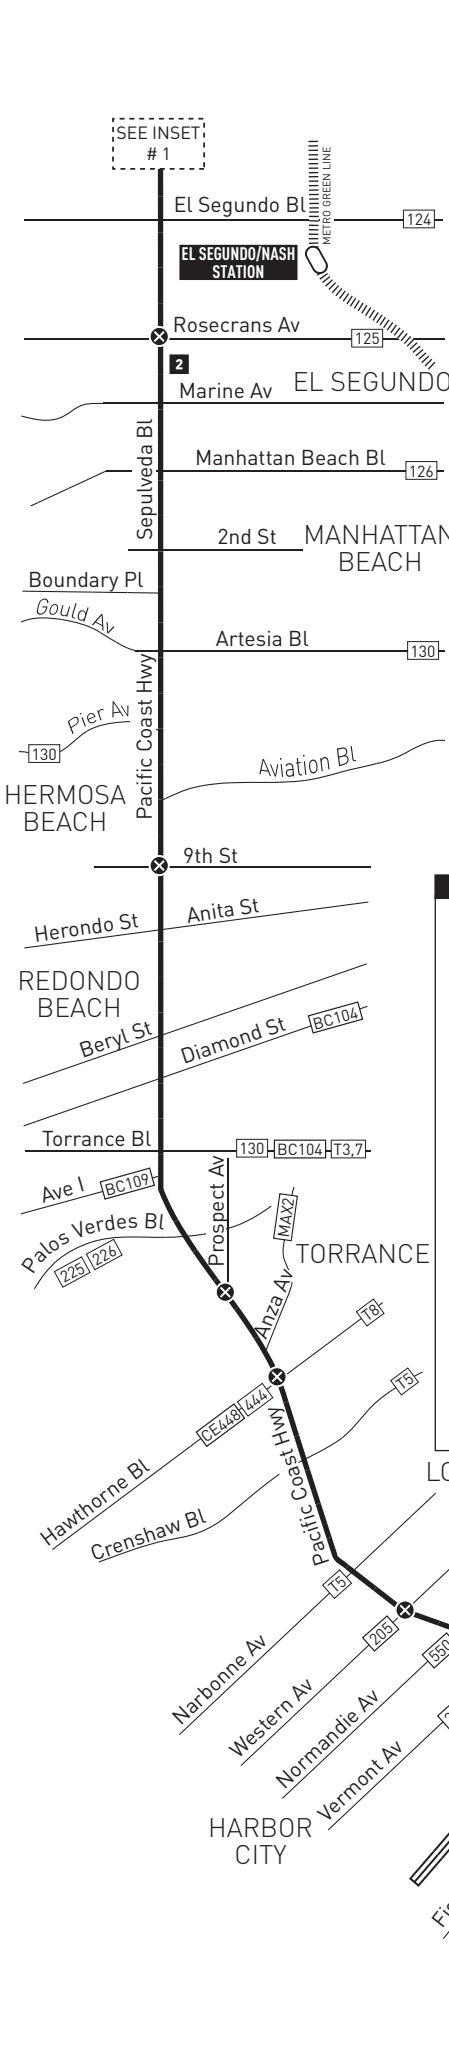 SEE INSET
# 1
METRO GREEN LINE
El Segundo Bl
124
EL SEGUNDO/NASH
STATION
Rosecrans Av
125
2
EL SEGUNDO
Marine Av
Sepulveda Bl
Manhattan Beach Bl
126
2nd St
MANHATTAN
BEACH
Boundary Pl
Gould Av
Artesia Bl
130
Pacific Coast Hwy
Pier Av
130
Aviation Bl
HERMOSA
BEACH
9th St
Herondo St
Anita St
REDONDO
BEACH
Beryl St
Diamond St
BC104
Torrance Bl
130
BC104
T3,7
Ave I
BC109
Prospect Av
Palos Verdes Bl
225
226
MAX2
TORRANCE
Anza Av
T8
T5
CE448
444
Hawthorne Bl
Pacific Coast Hwy
Crenshaw Bl
LO
T5
Narbonne Av
205
Western Av
550
Normandie Av
Vermont Av
HARBOR
CITY